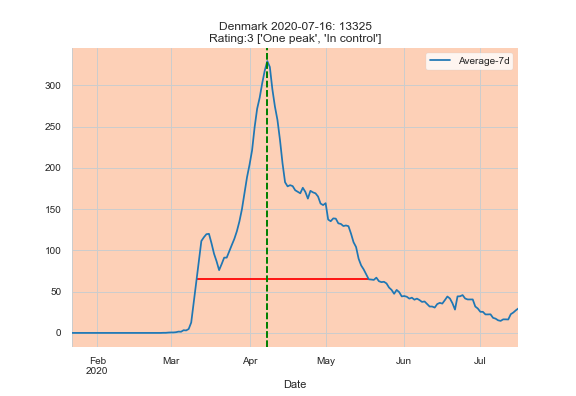 Denmark 2020-07-16: 13325
Rating:3 ['One peak', 'In control']
Average-7d
300
250
200
150
100
50
0
Feb
2020
Mar
Apr
May
Jun
Jul
Date